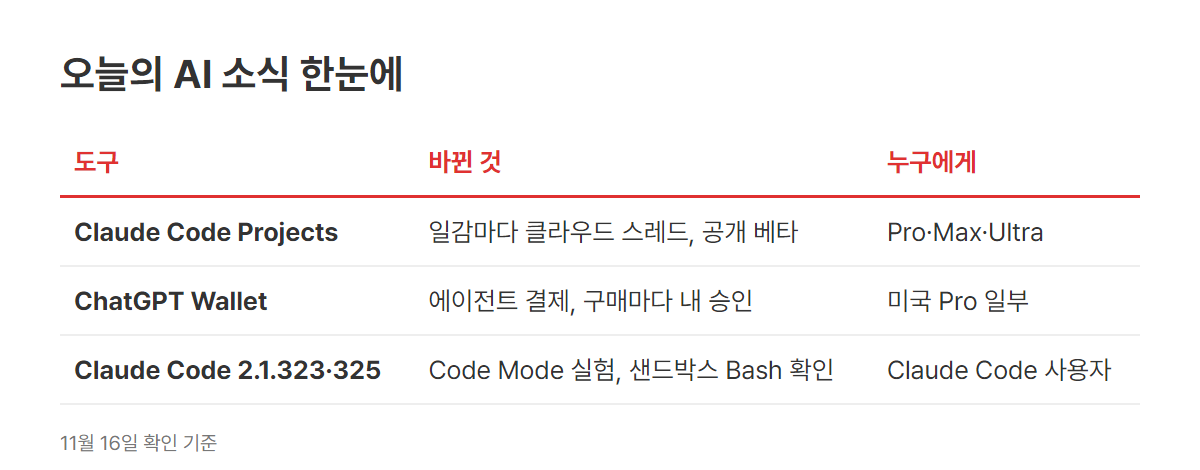 오늘의 AI 소식 한눈에
도구 바뀐 것 누구에게
Claude Code Projects 일감마다 클라우드 스레드, 공개 베타 Pro·Max·Ultra
ChatGPT Wallet 에이전트 결제, 구매마다 내 승인 미국 Pro 일부
Claude Code 2.1.323·325 Code Mode 실험, 샌드박스 Bash 확인 Claude Code 사용자
11월 16일 확인 기준